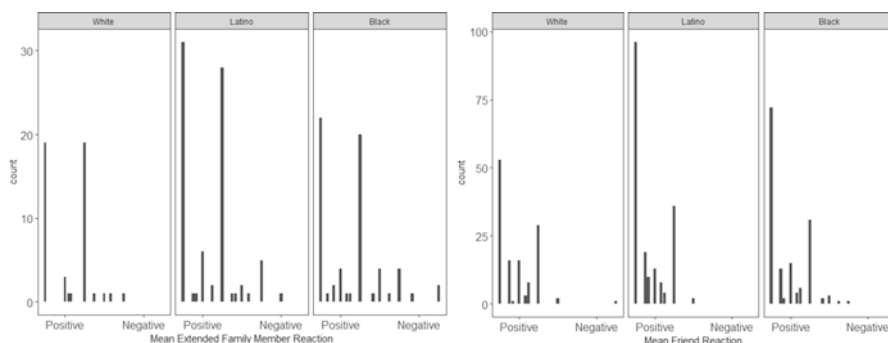 White Latino Black
30
20
10
0
count
Positive Negative Positive Negative Positive Negative
Mean Extended Family Member Reaction
White Latino Black
100
75
50
25
0
count
Positive Negative Positive Negative Positive Negative
Mean Friend Reaction